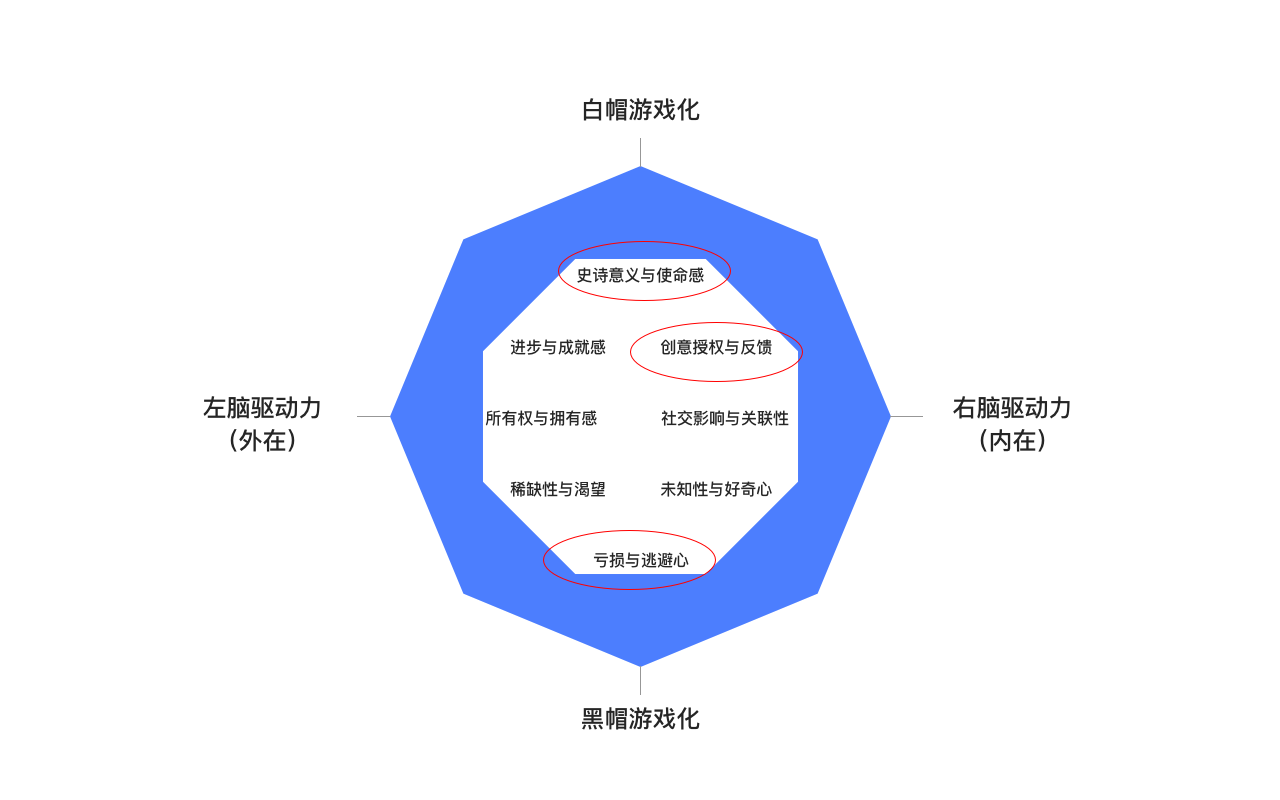 白帽游戏化
史诗意义与使命感
进步与成就感
创意授权与反馈
左脑驱动力
（外在）
所有权与拥有感
社交影响与关联性
右脑驱动力
（内在）
稀缺性与渴望
未知性与好奇心
亏损与逃避心
黑帽游戏化